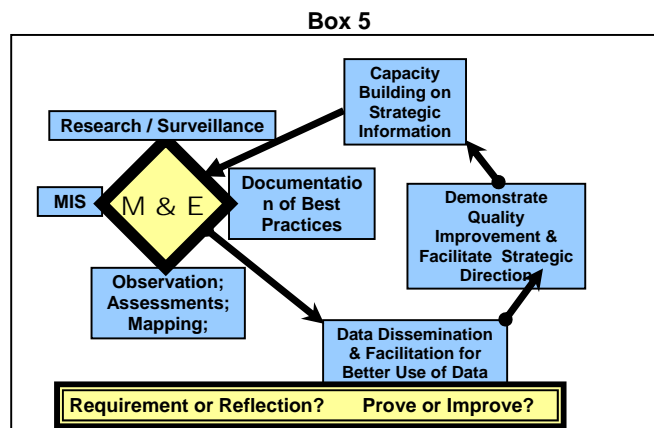 Box 5
Capacity
Building on
Strategic
Information
Research / Surveillance
MIS
M & E
Documentatio
n of Best
Practices
Demonstrate
Quality
Improvement &
Facilitate Strategic
Direction
Observation;
Assessments;
Mapping;
Data Dissemination
& Facilitation for
Better Use of Data
Requirement or Reflection? Prove or Improve?